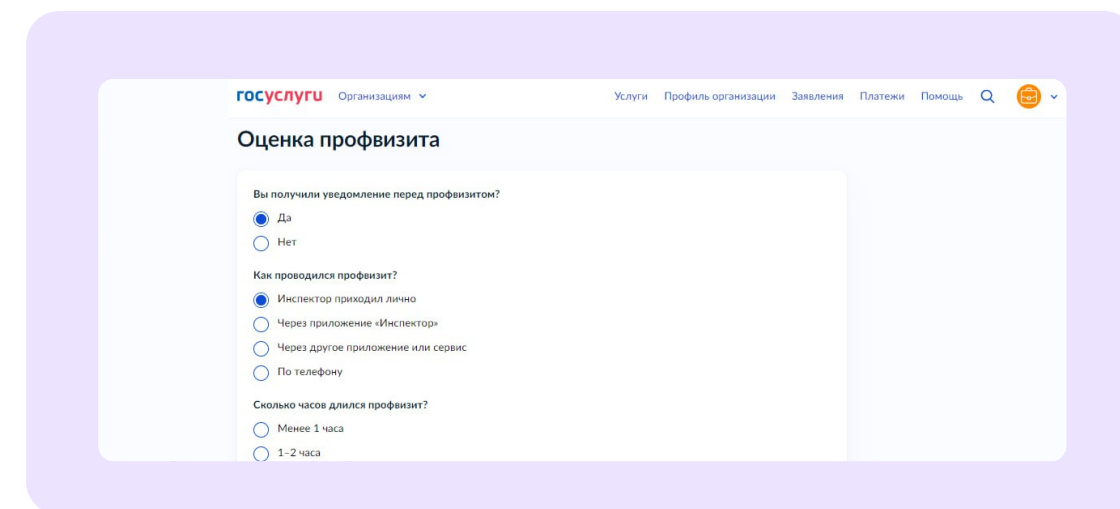 госуслуги Организациям Услуги Профиль организации Заявления Платежи Помощь
Оценка профвизита
Вы получили уведомление перед профвизитом?
Да
Нет
Как проводился профвизит?
Инспектор приходил лично
Через приложение «Инспектор»
Через другое приложение или сервис
По телефону
Сколько часов длился профвизит?
Менее 1 часа
1–2 часа